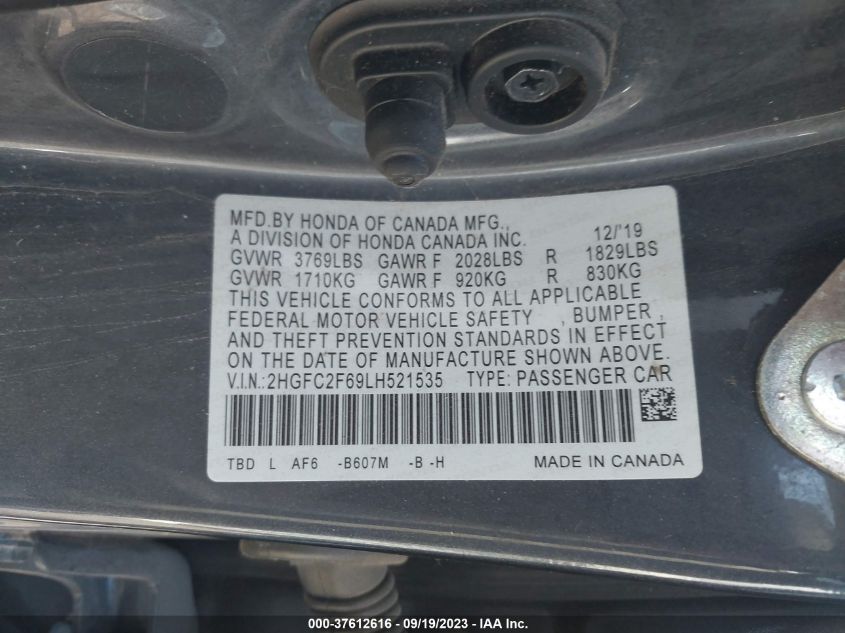 MFD.BY HONDA OF CANADA MFG.,
A DIVISION OF HONDA CANADA INC. 12/'19
GVWR 3769LBS GAWR F 2028LBS R 1829LBS
GVWR 1710KG GAWR F 920KG R 830KG
THIS VEHICLE CONFORMS TO ALL APPLICABLE
FEDERAL MOTOR VEHICLE SAFETY , BUMPER ,
AND THEFT PREVENTION STANDARDS IN EFFECT
ON THE DATE OF MANUFACTURE SHOWN ABOVE.
V.I.N.:2HGFC2F69LH521535 TYPE: PASSENGER CAR
TBD L AF6 -B607M -B -H MADE IN CANADA
000-37612616 - 09/19/2023 - IAA Inc.